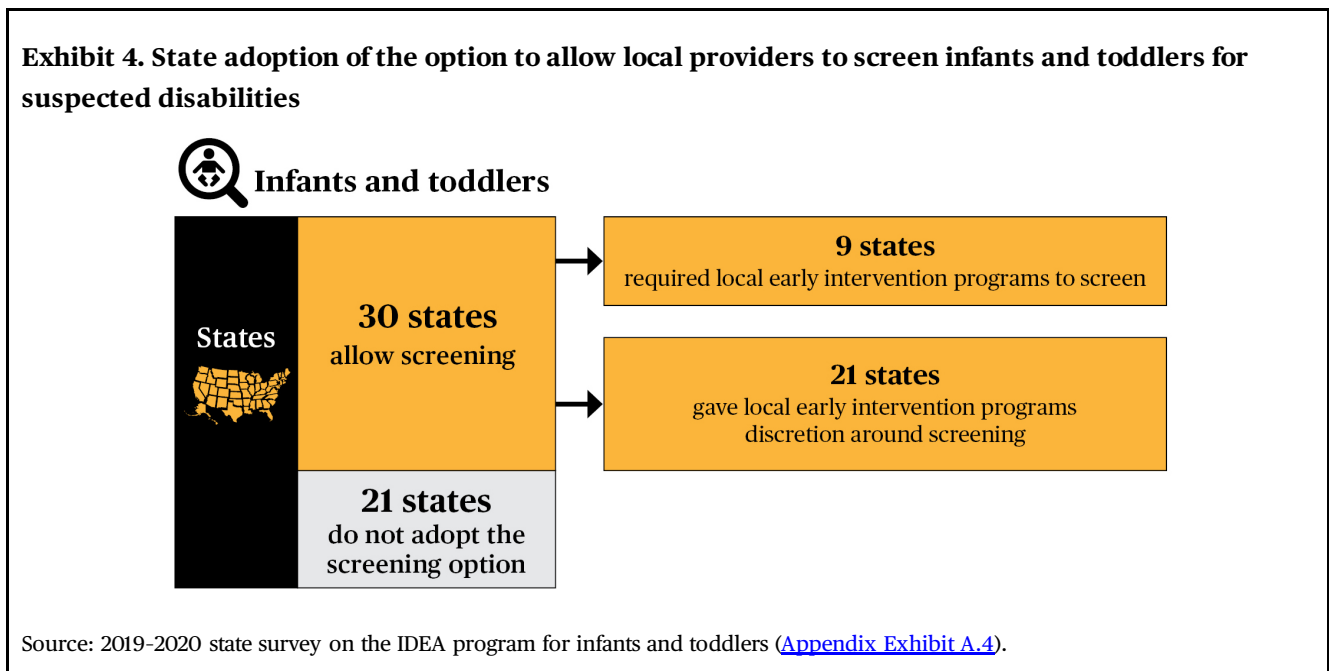 Exhibit 4. State adoption of the option to allow local providers to screen infants and toddlers for
suspected disabilities
Infants and toddlers
States
30 states
allow screening
21 states
do not adopt the
screening option
9 states
required local early intervention programs to screen
21 states
gave local early intervention programs
discretion around screening
Source: 2019-2020 state survey on the IDEA program for infants and toddlers (Appendix Exhibit A.4).